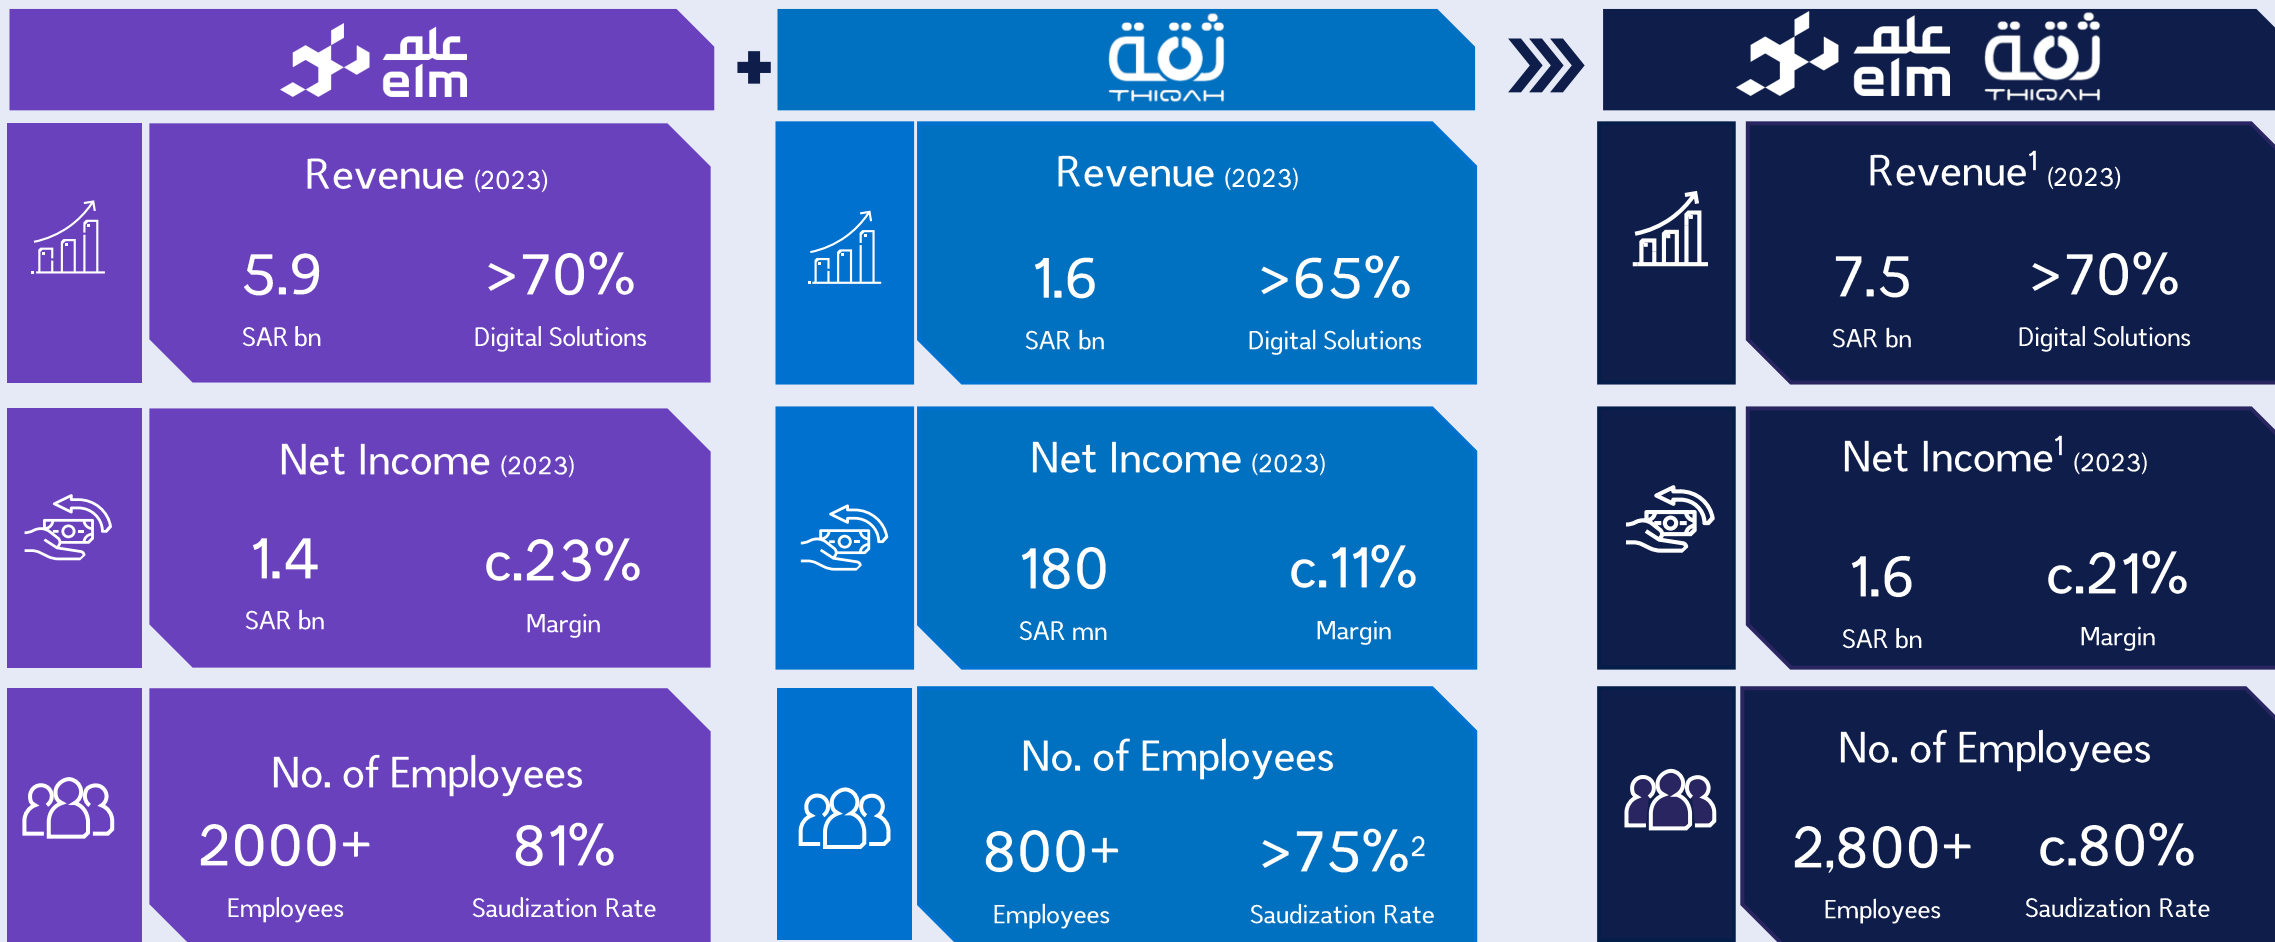 علم
elm
ثقة
THIQAH
علم
elm
ثقة
THIQAH
Revenue (2023)
5.9
SAR bn
>70%
Digital Solutions
Revenue (2023)
1.6
SAR bn
>65%
Digital Solutions
Revenue¹ (2023)
7.5
SAR bn
>70%
Digital Solutions
Net Income (2023)
1.4
SAR bn
c.23%
Margin
Net Income (2023)
180
SAR mn
c.11%
Margin
Net Income¹ (2023)
1.6
SAR bn
c.21%
Margin
No. of Employees
2000+
Employees
81%
Saudization Rate
No. of Employees
800+
Employees
>75%²
Saudization Rate
No. of Employees
2,800+
Employees
c.80%
Saudization Rate